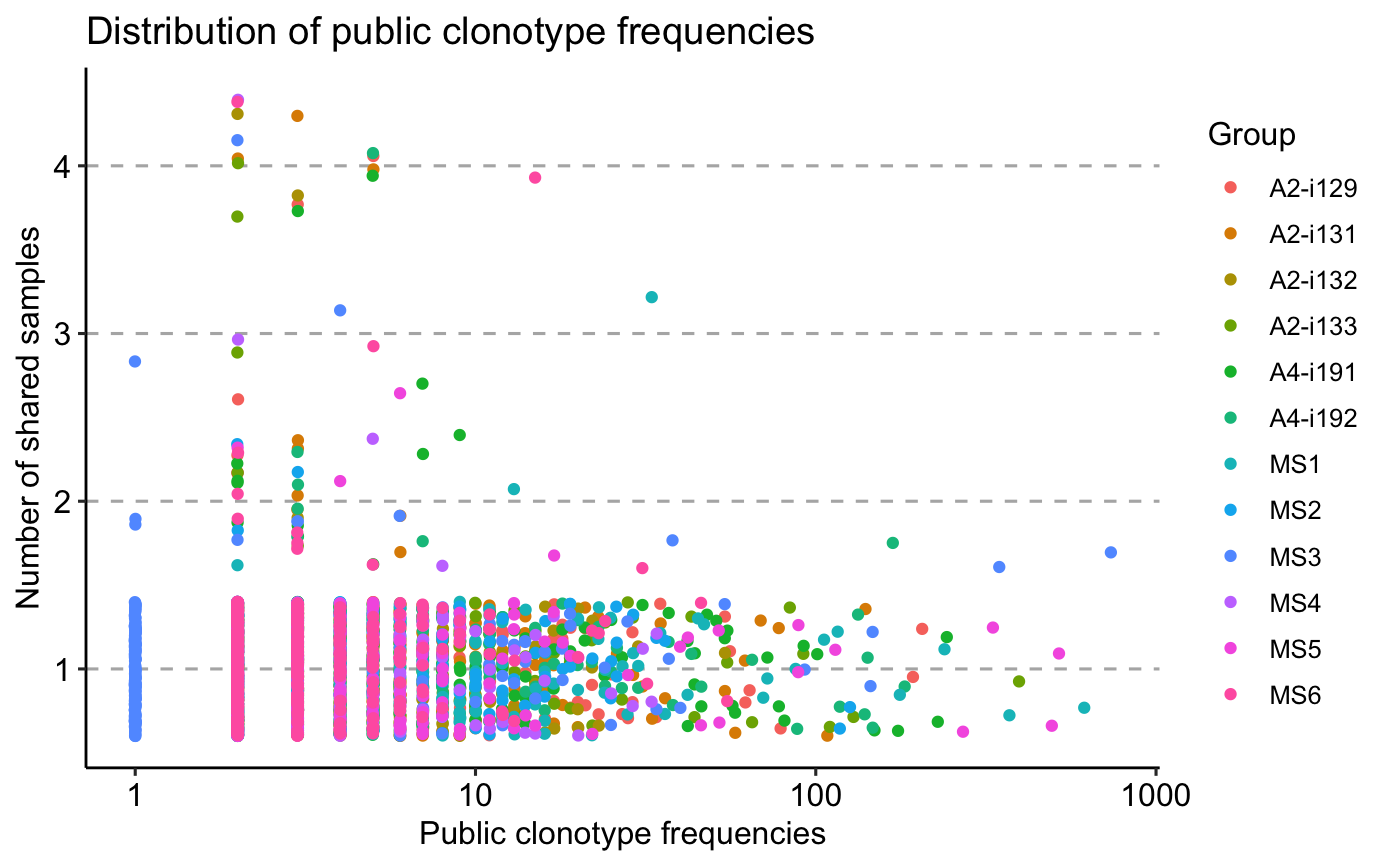 Distribution of public clonotype frequencies
Number of shared samples
4
3
2
1
1
10
100
1000
Public clonotype frequencies
Group
A2-i129
A2-i131
A2-i132
A2-i133
A4-i191
A4-i192
MS1
MS2
MS3
MS4
MS5
MS6